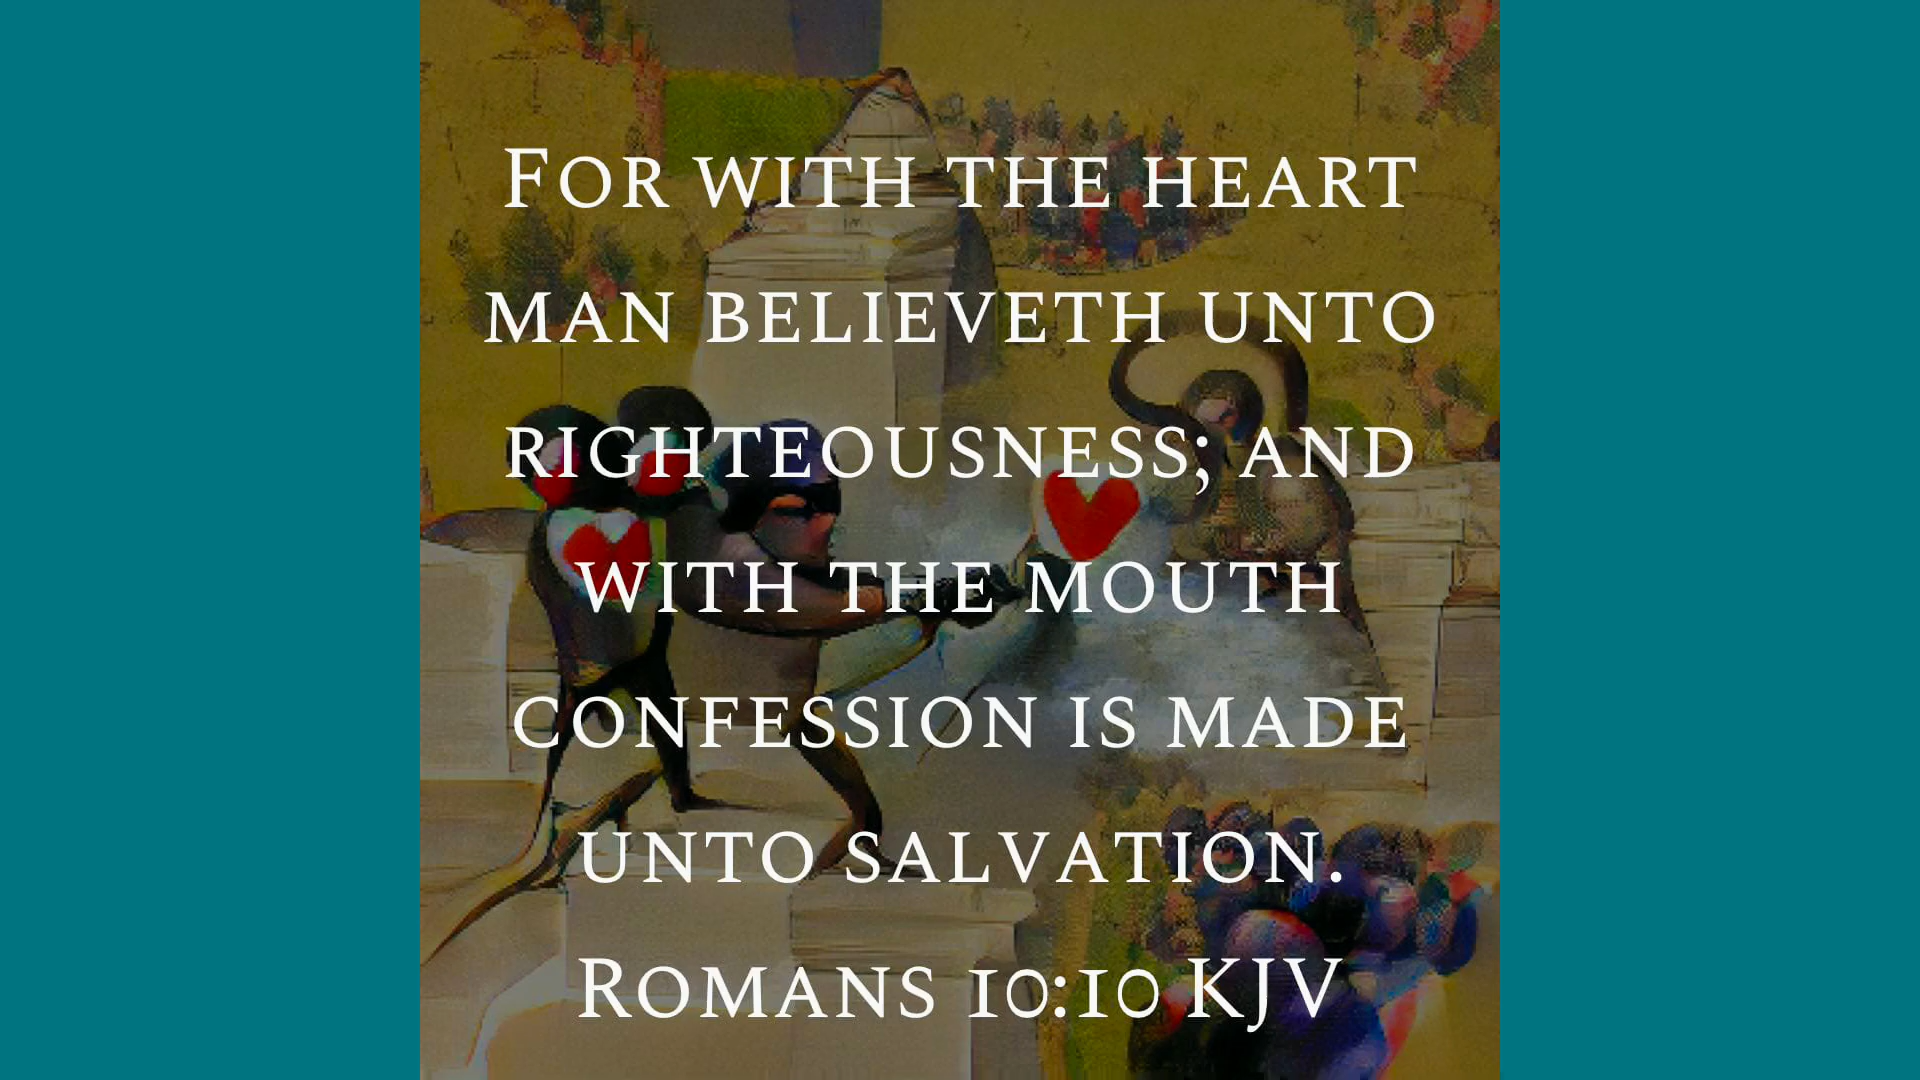 For with the heart
man believeth unto
righteousness; and
with the mouth
confession is made
unto salvation.
Romans 10:10 KJV